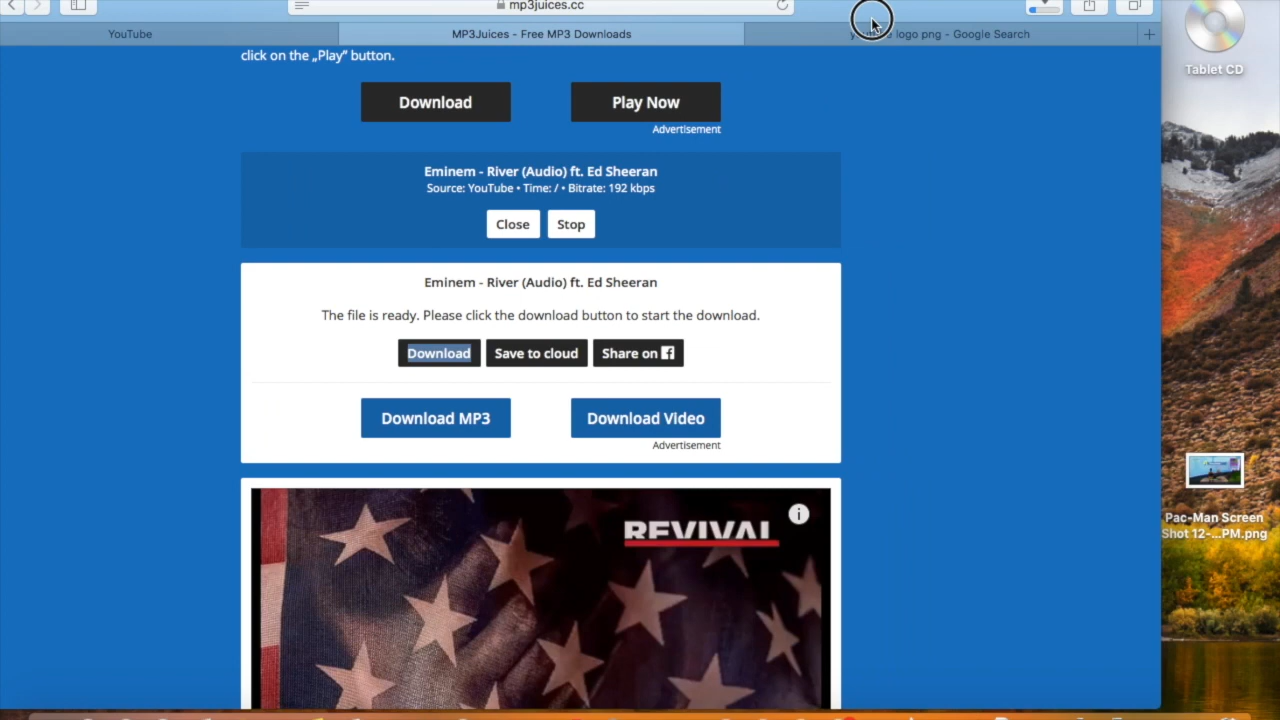 mp3juices.cc
YouTube
MP3Juices - Free MP3 Downloads
logo png - Google Search
click on the „Play" button.
Download
Play Now
Advertisement
Eminem - River (Audio) ft. Ed Sheeran
Source: YouTube • Time: / • Bitrate: 192 kbps
Close
Stop
Eminem - River (Audio) ft. Ed Sheeran
The file is ready. Please click the download button to start the download.
Download
Save to cloud
Share on
Download MP3
Download Video
Advertisement
REVIVAL
Tablet CD
Pac-Man Screen
Shot 12-...PM.png